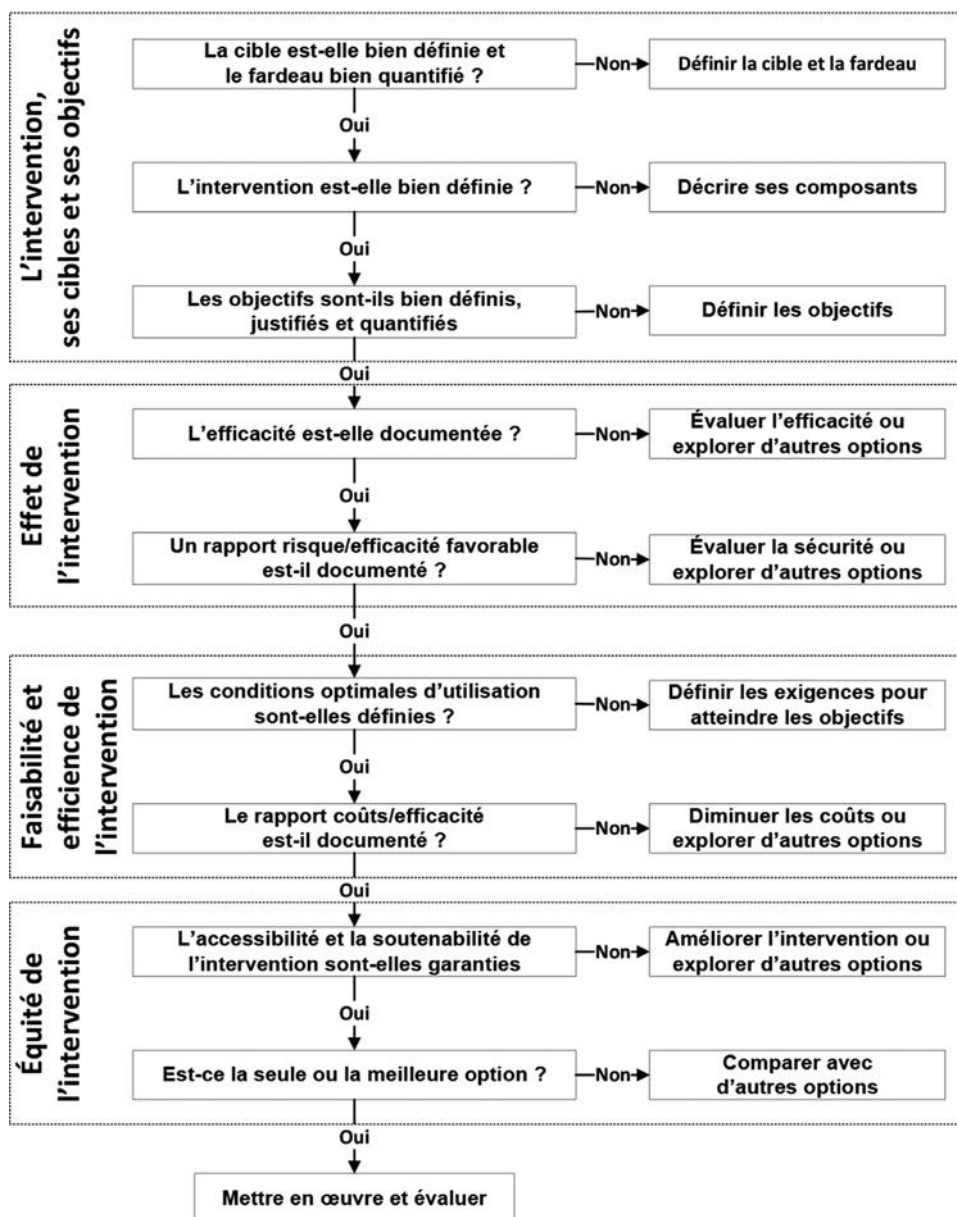 L'intervention,
ses cibles et ses objectifs
La cible est-elle bien définie et
le fardeau bien quantifié ?
Non
Définir la cible et la fardeau
Oui
L'intervention est-elle bien définie ?
Non
Décrire ses composants
Oui
Les objectifs sont-ils bien définis,
justifiés et quantifiés
Non
Définir les objectifs
Oui
Effet de
l'intervention
L'efficacité est-elle documentée ?
Non
Évaluer l'efficacité ou
explorer d'autres options
Oui
Un rapport risque/efficacité favorable
est-il documenté ?
Non
Évaluer la sécurité ou
explorer d'autres options
Oui
Faisabilité et
efficience de
l'intervention
Les conditions optimales d'utilisation
sont-elles définies ?
Non
Définir les exigences pour
atteindre les objectifs
Oui
Le rapport coûts/efficacité
est-il documenté ?
Non
Diminuer les coûts ou
explorer d'autres options
Oui
Équité de
l'intervention
L'accessibilité et la soutenabilité de
l'intervention sont-elles garanties
Non
Améliorer l'intervention ou
explorer d'autres options
Oui
Est-ce la seule ou la meilleure option ?
Non
Comparer avec
d'autres options
Oui
Mettre en œuvre et évaluer